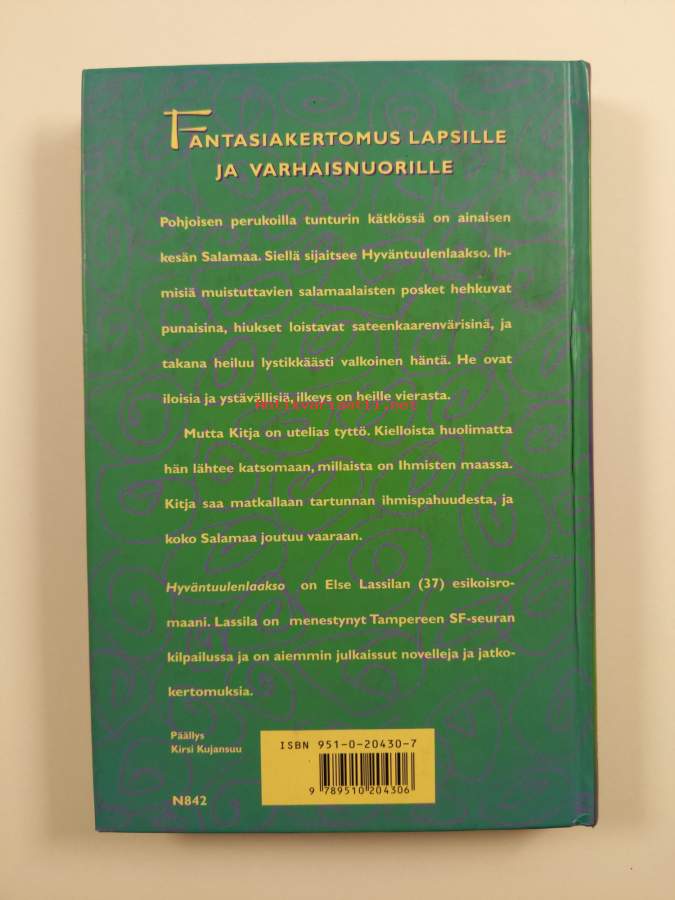 FANTASIAKERTOMUS LAPSILLE
JA VARHAISNUORILLE
Pohjoisen perukoilla tunturin kätkössä on ainaisen
kesän Salamaa. Siellä sijaitsee Hyväntuulenlaakso. Ih-
misiä muistuttavien salamaalaisten posket hehkuvat
punaisina, hiukset loistavat sateenkaarenvärisinä, ja
takana heiluu lystikkäästi valkoinen häntä. He ovat
iloisia ja ystävällisiä, ilkeys on heille vierasta.
Antikvariaatti.net
Mutta Kitja on utelias tyttö. Kielloista huolimatta
hän lähtee katsomaan, millaista on Ihmisten maassa.
Kitja saa matkallaan tartunnan ihmispahuudesta, ja
koko Salamaa joutuu vaaraan.
Hyväntuulenlaakso on Else Lassilan (37) esikoisro-
maani. Lassila on menestynyt Tampereen SF-seuran
kilpailussa ja on aiemmin julkaissut novelleja ja jatko-
kertomuksia.
Päällys
Kirsi Kujansuu
N842
ISBN 951-0-20430-7
9 789510 204306